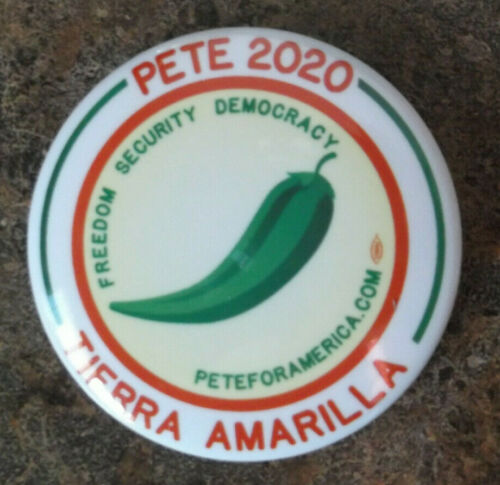 PETE 2020
FREEDOM SECURITY DEMOCRACY
PETEFORAMERICA.COM
TIERRA AMARILLA